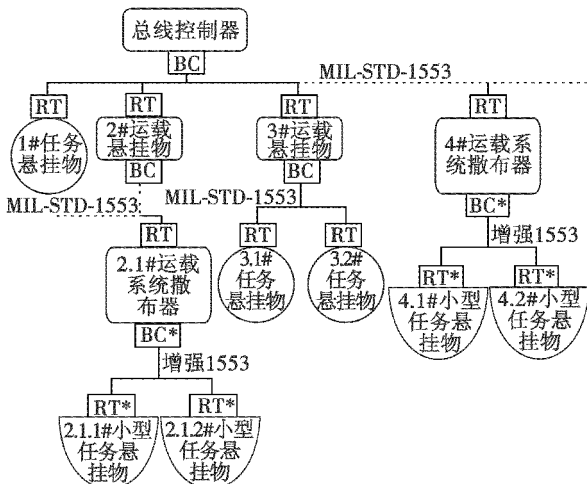 总线控制器
BC
MIL-STD-1553
RT
RT
RT
RT
1#任务
悬挂物
2#运载
悬挂物
BC
3#运载
悬挂物
BC
4#运载系
统撒布器
BC*
MIL-STD-1553
MIL-STD-1553
增强1553
RT
2.1#运载
系统撒
布器
BC*
RT
3.1#
任务
悬挂物
RT
3.2#
任务
悬挂物
RT*
4.1#小型
任务悬
挂物
RT*
4.2#小型
任务悬
挂物
增强1553
RT*
2.1.1#小型
任务悬
挂物
RT*
2.1.2#小型
任务悬
挂物